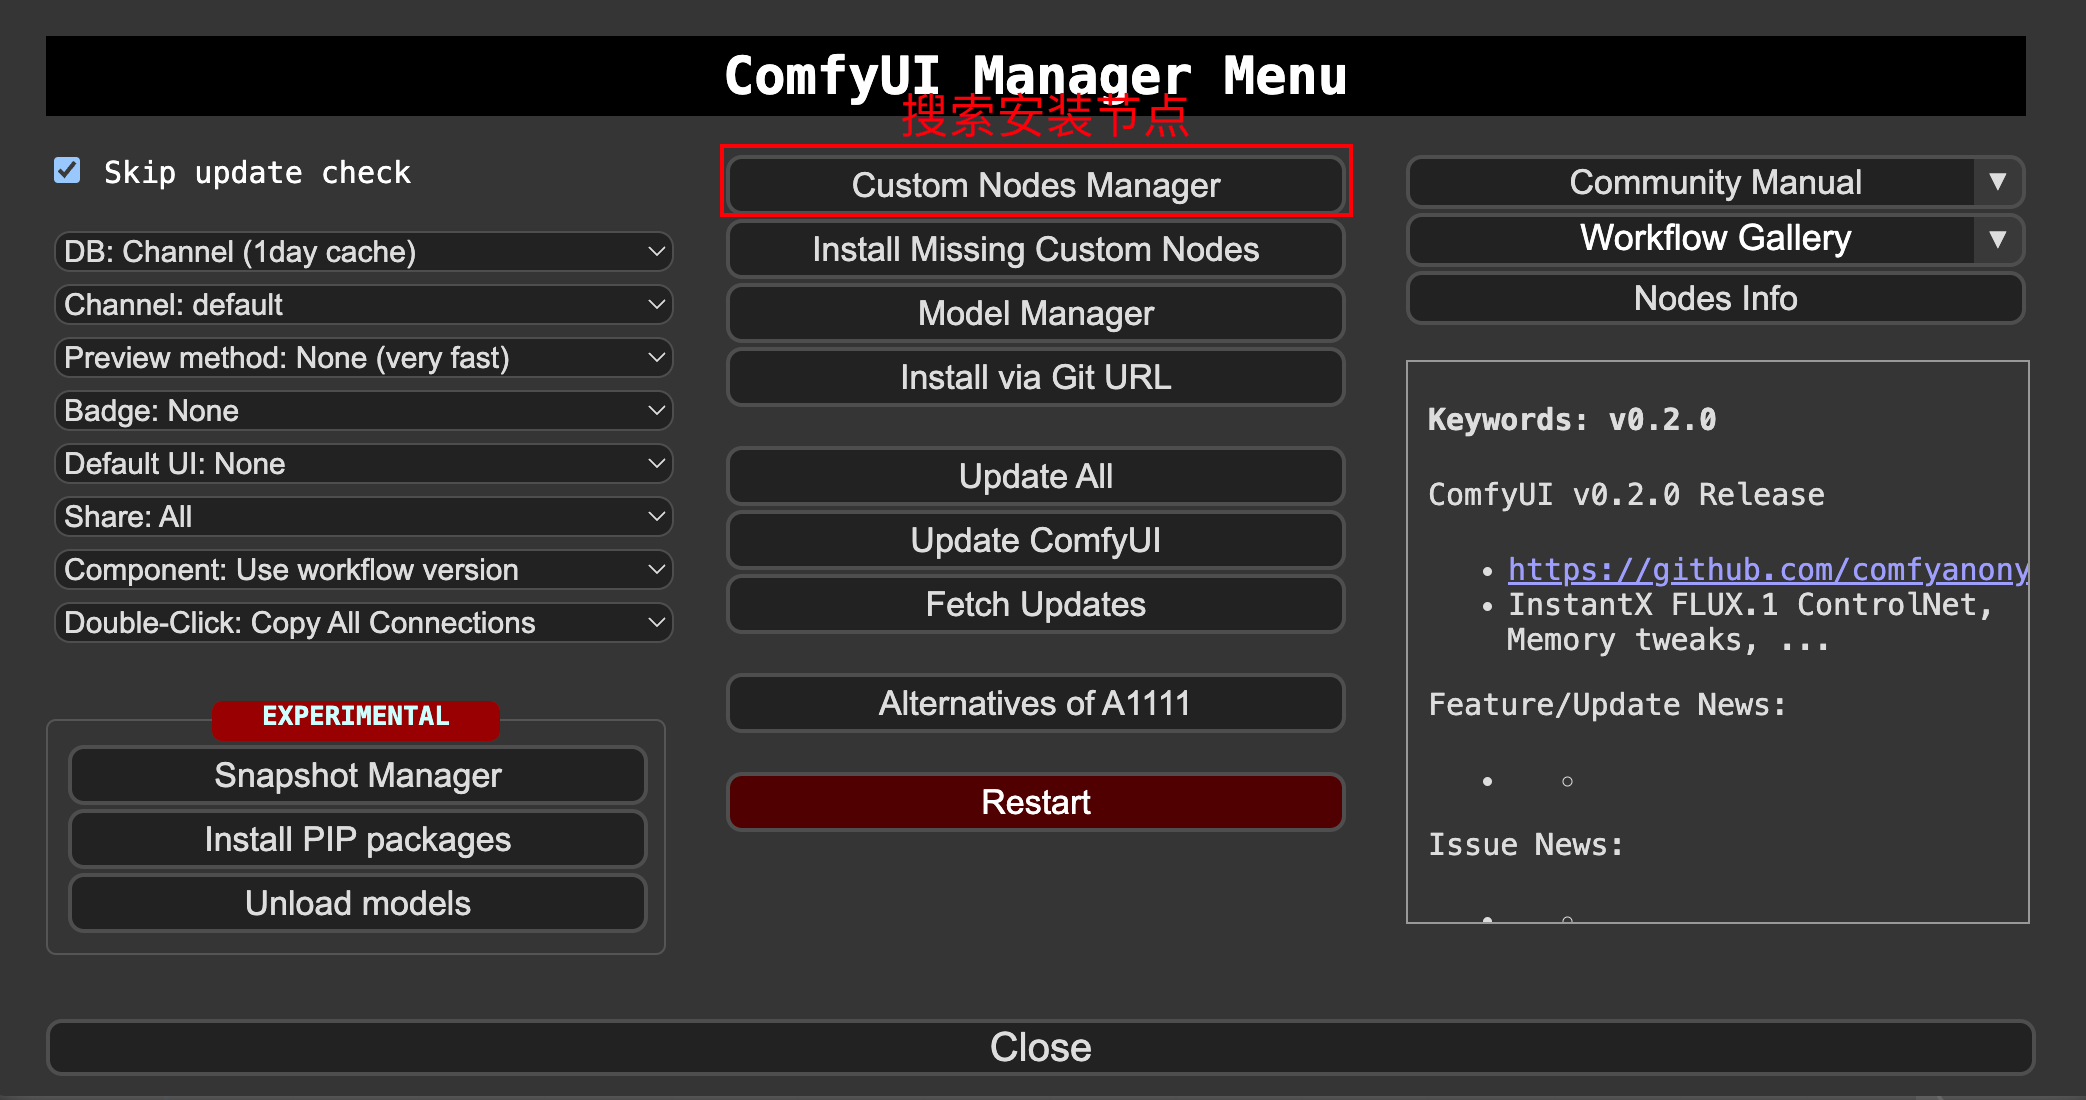 ComfyUI Manager Menu
搜索安装节点
Skip update check
DB: Channel (1day cache)
Channel: default
Preview method: None (very fast)
Badge: None
Default UI: None
Share: All
Component: Use workflow version
Double-Click: Copy All Connections
EXPERIMENTAL
Snapshot Manager
Install PIP packages
Unload models
Custom Nodes Manager
Install Missing Custom Nodes
Model Manager
Install via Git URL
Update All
Update ComfyUI
Fetch Updates
Alternatives of A1111
Restart
Community Manual
Workflow Gallery
Nodes Info
Keywords: v0.2.0
ComfyUI v0.2.0 Release
https://github.com/comfyanony
InstantX FLUX.1 ControlNet,
Memory tweaks, ...
Feature/Update News:
Issue News:
Close